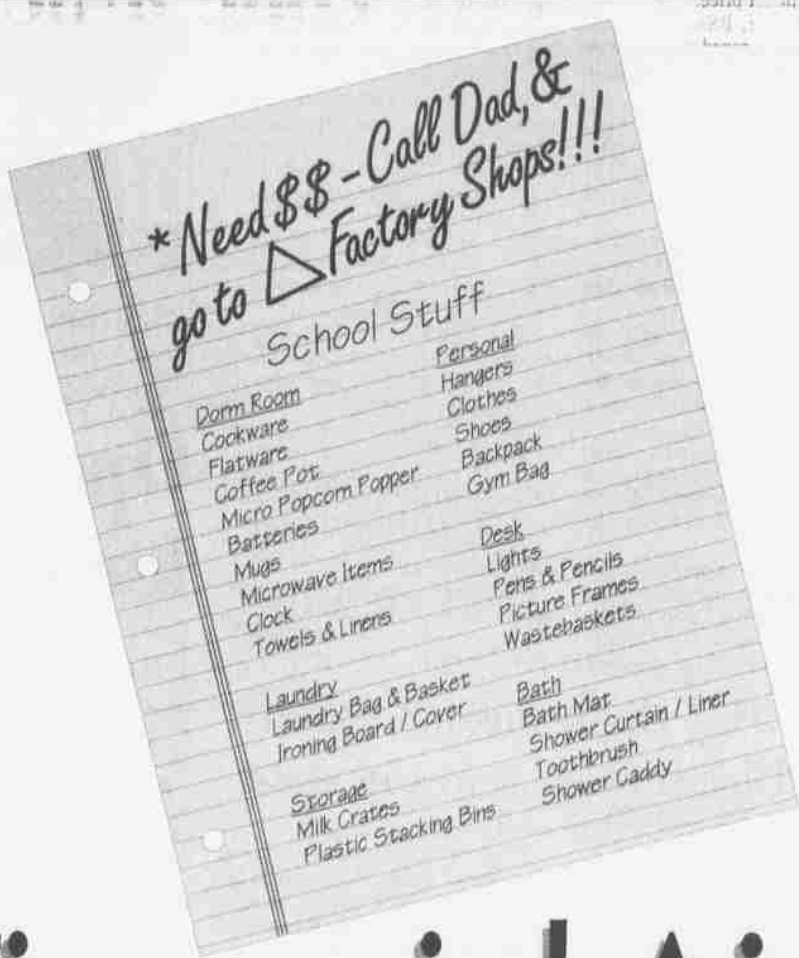 *Need $$ - Call Dad, &
go to Factory Shops!!!
School Stuff
Dorm Room
Cookware
Flatware
Coffee Pot
Micro Popcorn Popper
Batteries
Mugs
Microwave Items
Clock
Towels & Linens
Personal
Hangers
Clothes
Shoes
Backpack
Gym Bag
Desk
Lights
Pens & Pencils
Picture Frames
Wastebaskets
Laundry
Laundry Bag & Basket
Ironing Board / Cover
Bath
Bath Mat
Shower Curtain / Liner
Toothbrush
Shower Caddy
Storage
Milk Crates
Plastic Stacking Bins